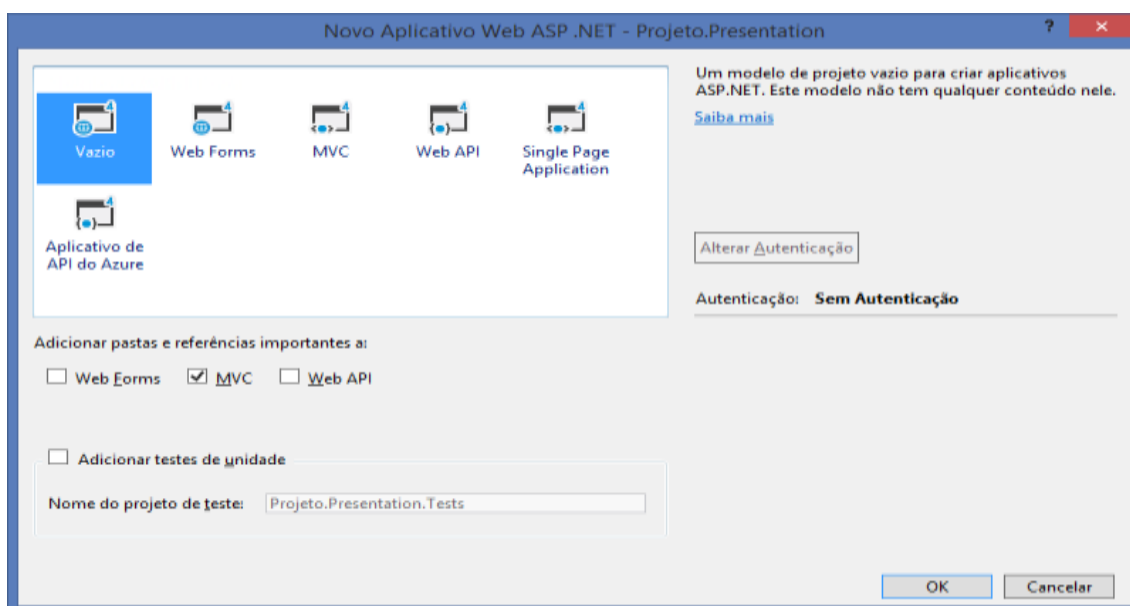 Novo Aplicativo Web ASP .NET - Projeto.Presentation
?
Vazio
Web Forms
MVC
Web API
Single Page
Application
Aplicativo de
API do Azure
Um modelo de projeto vazio para criar aplicativos
ASP.NET. Este modelo não tem qualquer conteúdo nele.
Saiba mais
Alterar Autenticação
Autenticação: Sem Autenticação
Adicionar pastas e referências importantes a:
Web Forms MVC Web API
Adicionar testes de unidade
Nome do projeto de teste: Projeto.Presentation.Tests
OK Cancelar